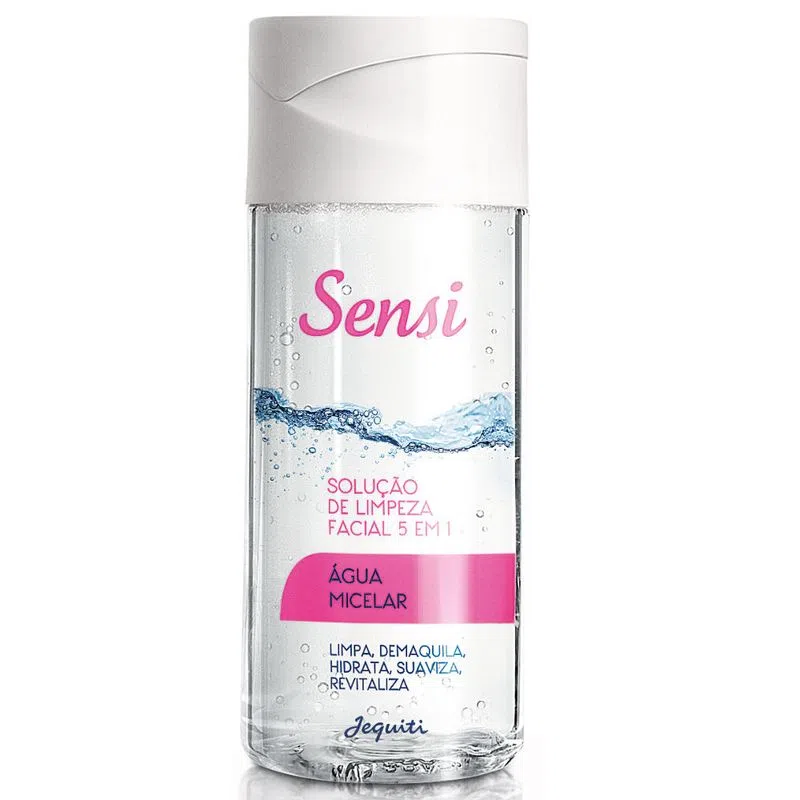 Sensi
SOLUÇÃO
DE LIMPEZA
FACIAL 5 EM 1
ÁGUA
MICELAR
LIMPA, DEMAQUILA,
HIDRATA, SUAVIZA,
REVITALIZA
Jequiti